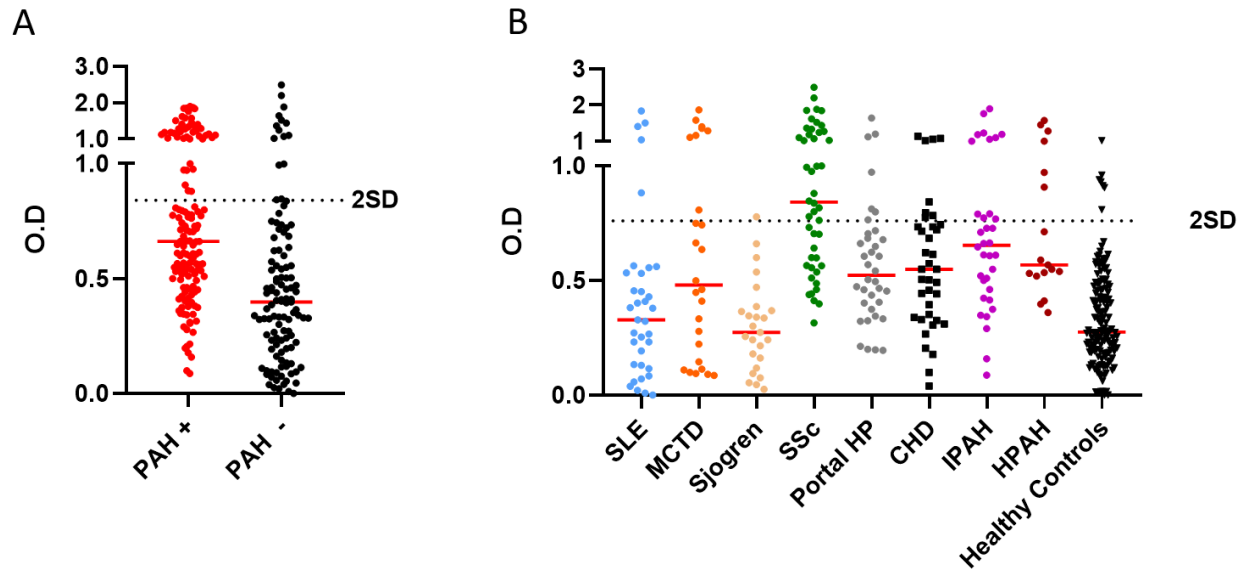 A
3.0
2.0
1.0
1.0
0.5
0.0
O.D
2SD
PAH +
PAH -
B
3
2
1
1.0
0.5
0.0
O.D
2SD
SLE
MCTD
Sjogren
SSc
Portal HP
CHD
IPAH
HPAH
Healthy Controls